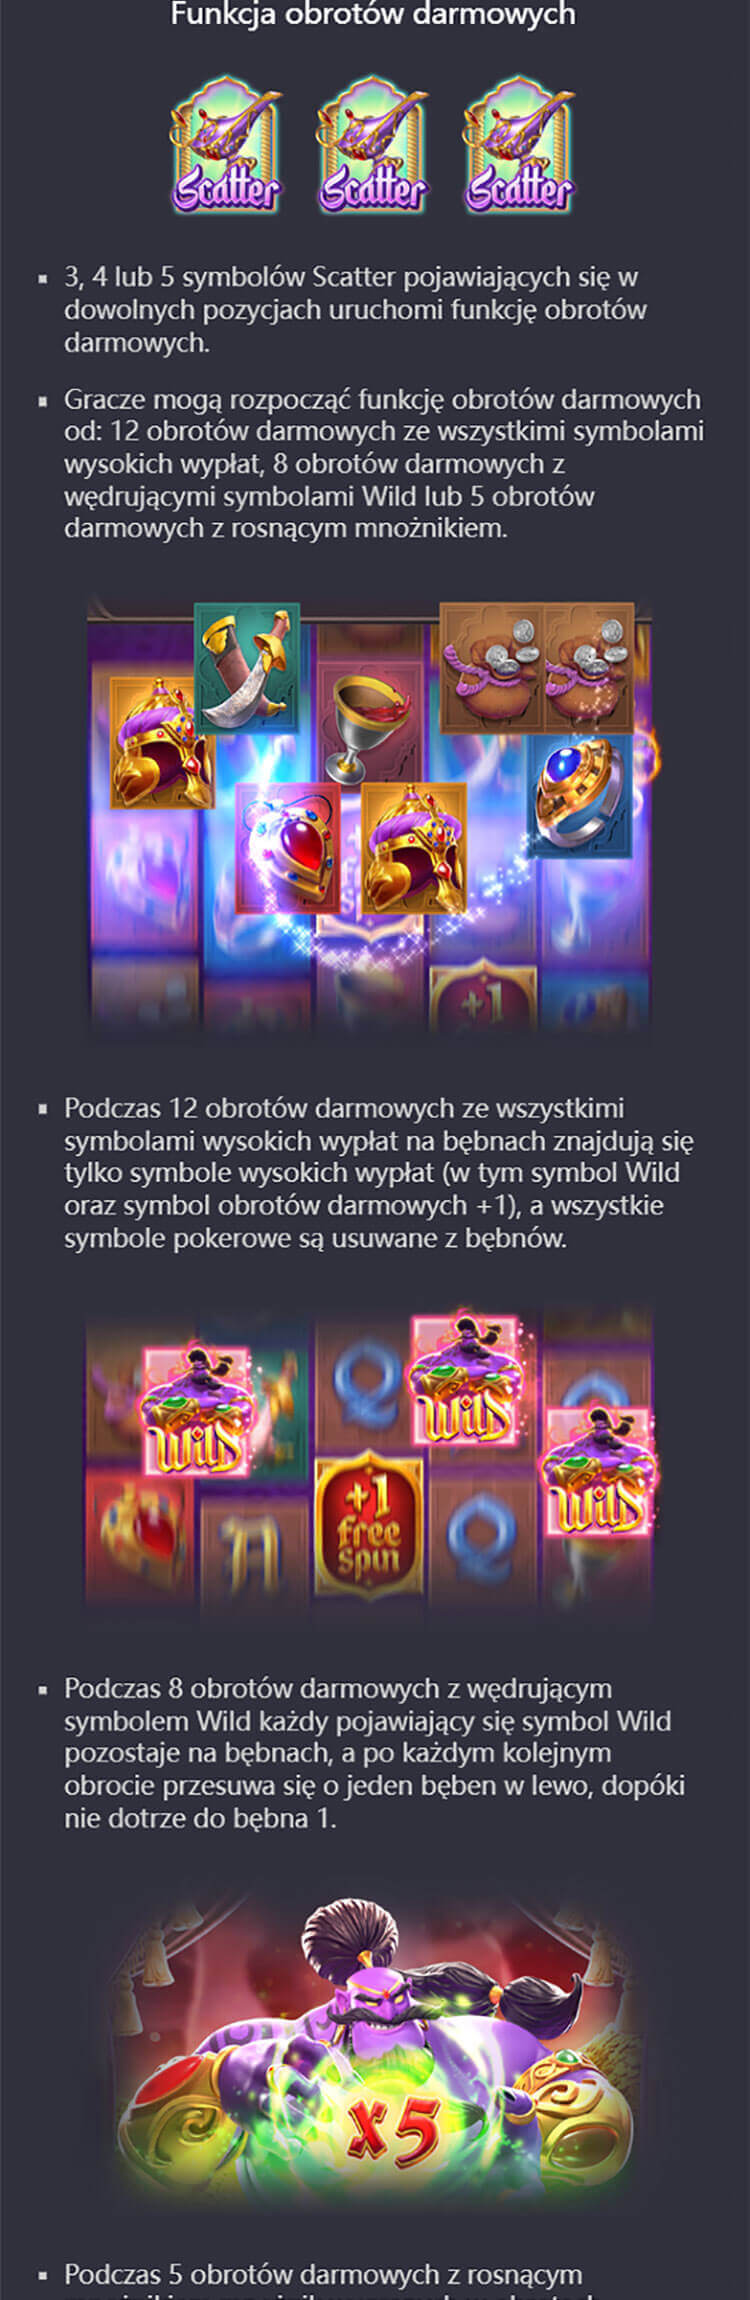 Funkcja obrotów darmowych
Scatter Scatter Scatter
▪ 3, 4 lub 5 symbolów Scatter pojawiających się w
dowolnych pozycjach uruchomi funkcję obrotów
darmowych.
▪ Gracze mogą rozpocząć funkcję obrotów darmowych
od: 12 obrotów darmowych ze wszystkimi symbolami
wysokich wypłat, 8 obrotów darmowych z
wędrującymi symbolami Wild lub 5 obrotów
darmowych z rosnącym mnożnikiem.
+1
▪ Podczas 12 obrotów darmowych ze wszystkimi
symbolami wysokich wypłat na bębnach znajdują się
tylko symbole wysokich wypłat (w tym symbol Wild
oraz symbol obrotów darmowych +1), a wszystkie
symbole pokerowe są usuwane z bębnów.
Wild Q Wild
Wild
+1
free
spin
A Q
▪ Podczas 8 obrotów darmowych z wędrującym
symbolem Wild każdy pojawiający się symbol Wild
pozostaje na bębnach, a po każdym kolejnym
obrocie przesuwa się o jeden bęben w lewo, dopóki
nie dotrze do bębna 1.
x5
▪ Podczas 5 obrotów darmowych z rosnącym